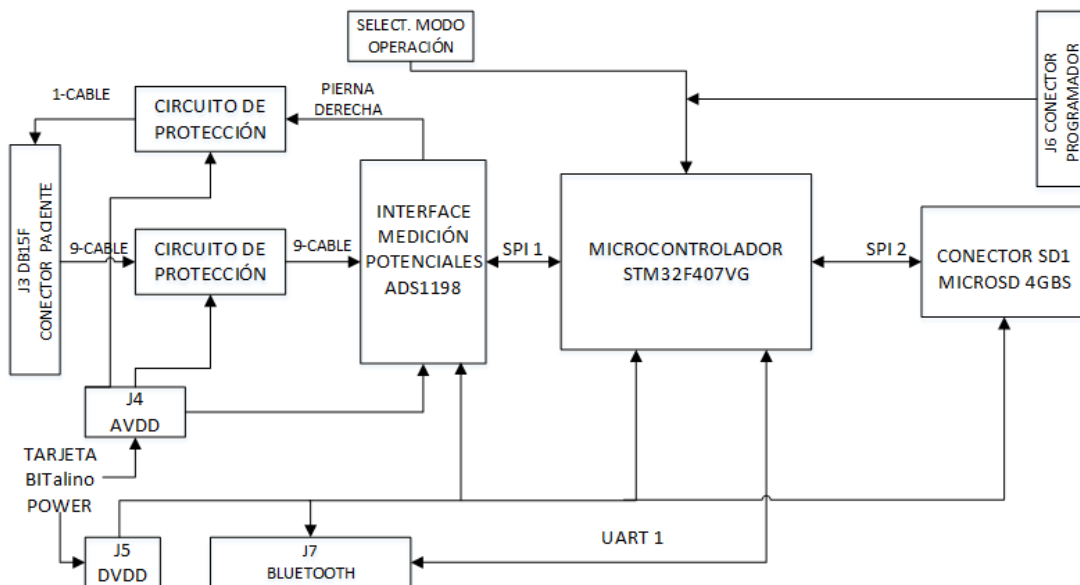 SELECT. MODO
OPERACIÓN
J6 CONECTOR
PROGRAMADOR
1-CABLE
CIRCUITO DE
PROTECCIÓN
PIERNA
DERECHA
J3 DB15F
CONECTOR PACIENTE
9-CABLE
CIRCUITO DE
PROTECCIÓN
9-CABLE
INTERFACE
MEDICIÓN
POTENCIALES
ADS1198
SPI 1
MICROCONTROLADOR
STM32F407VG
SPI 2
CONECTOR SD1
MICROSD 4GBS
J4
AVDD
TARJETA
BITalino
POWER
J5
DVDD
J7
BLUETOOTH
UART 1